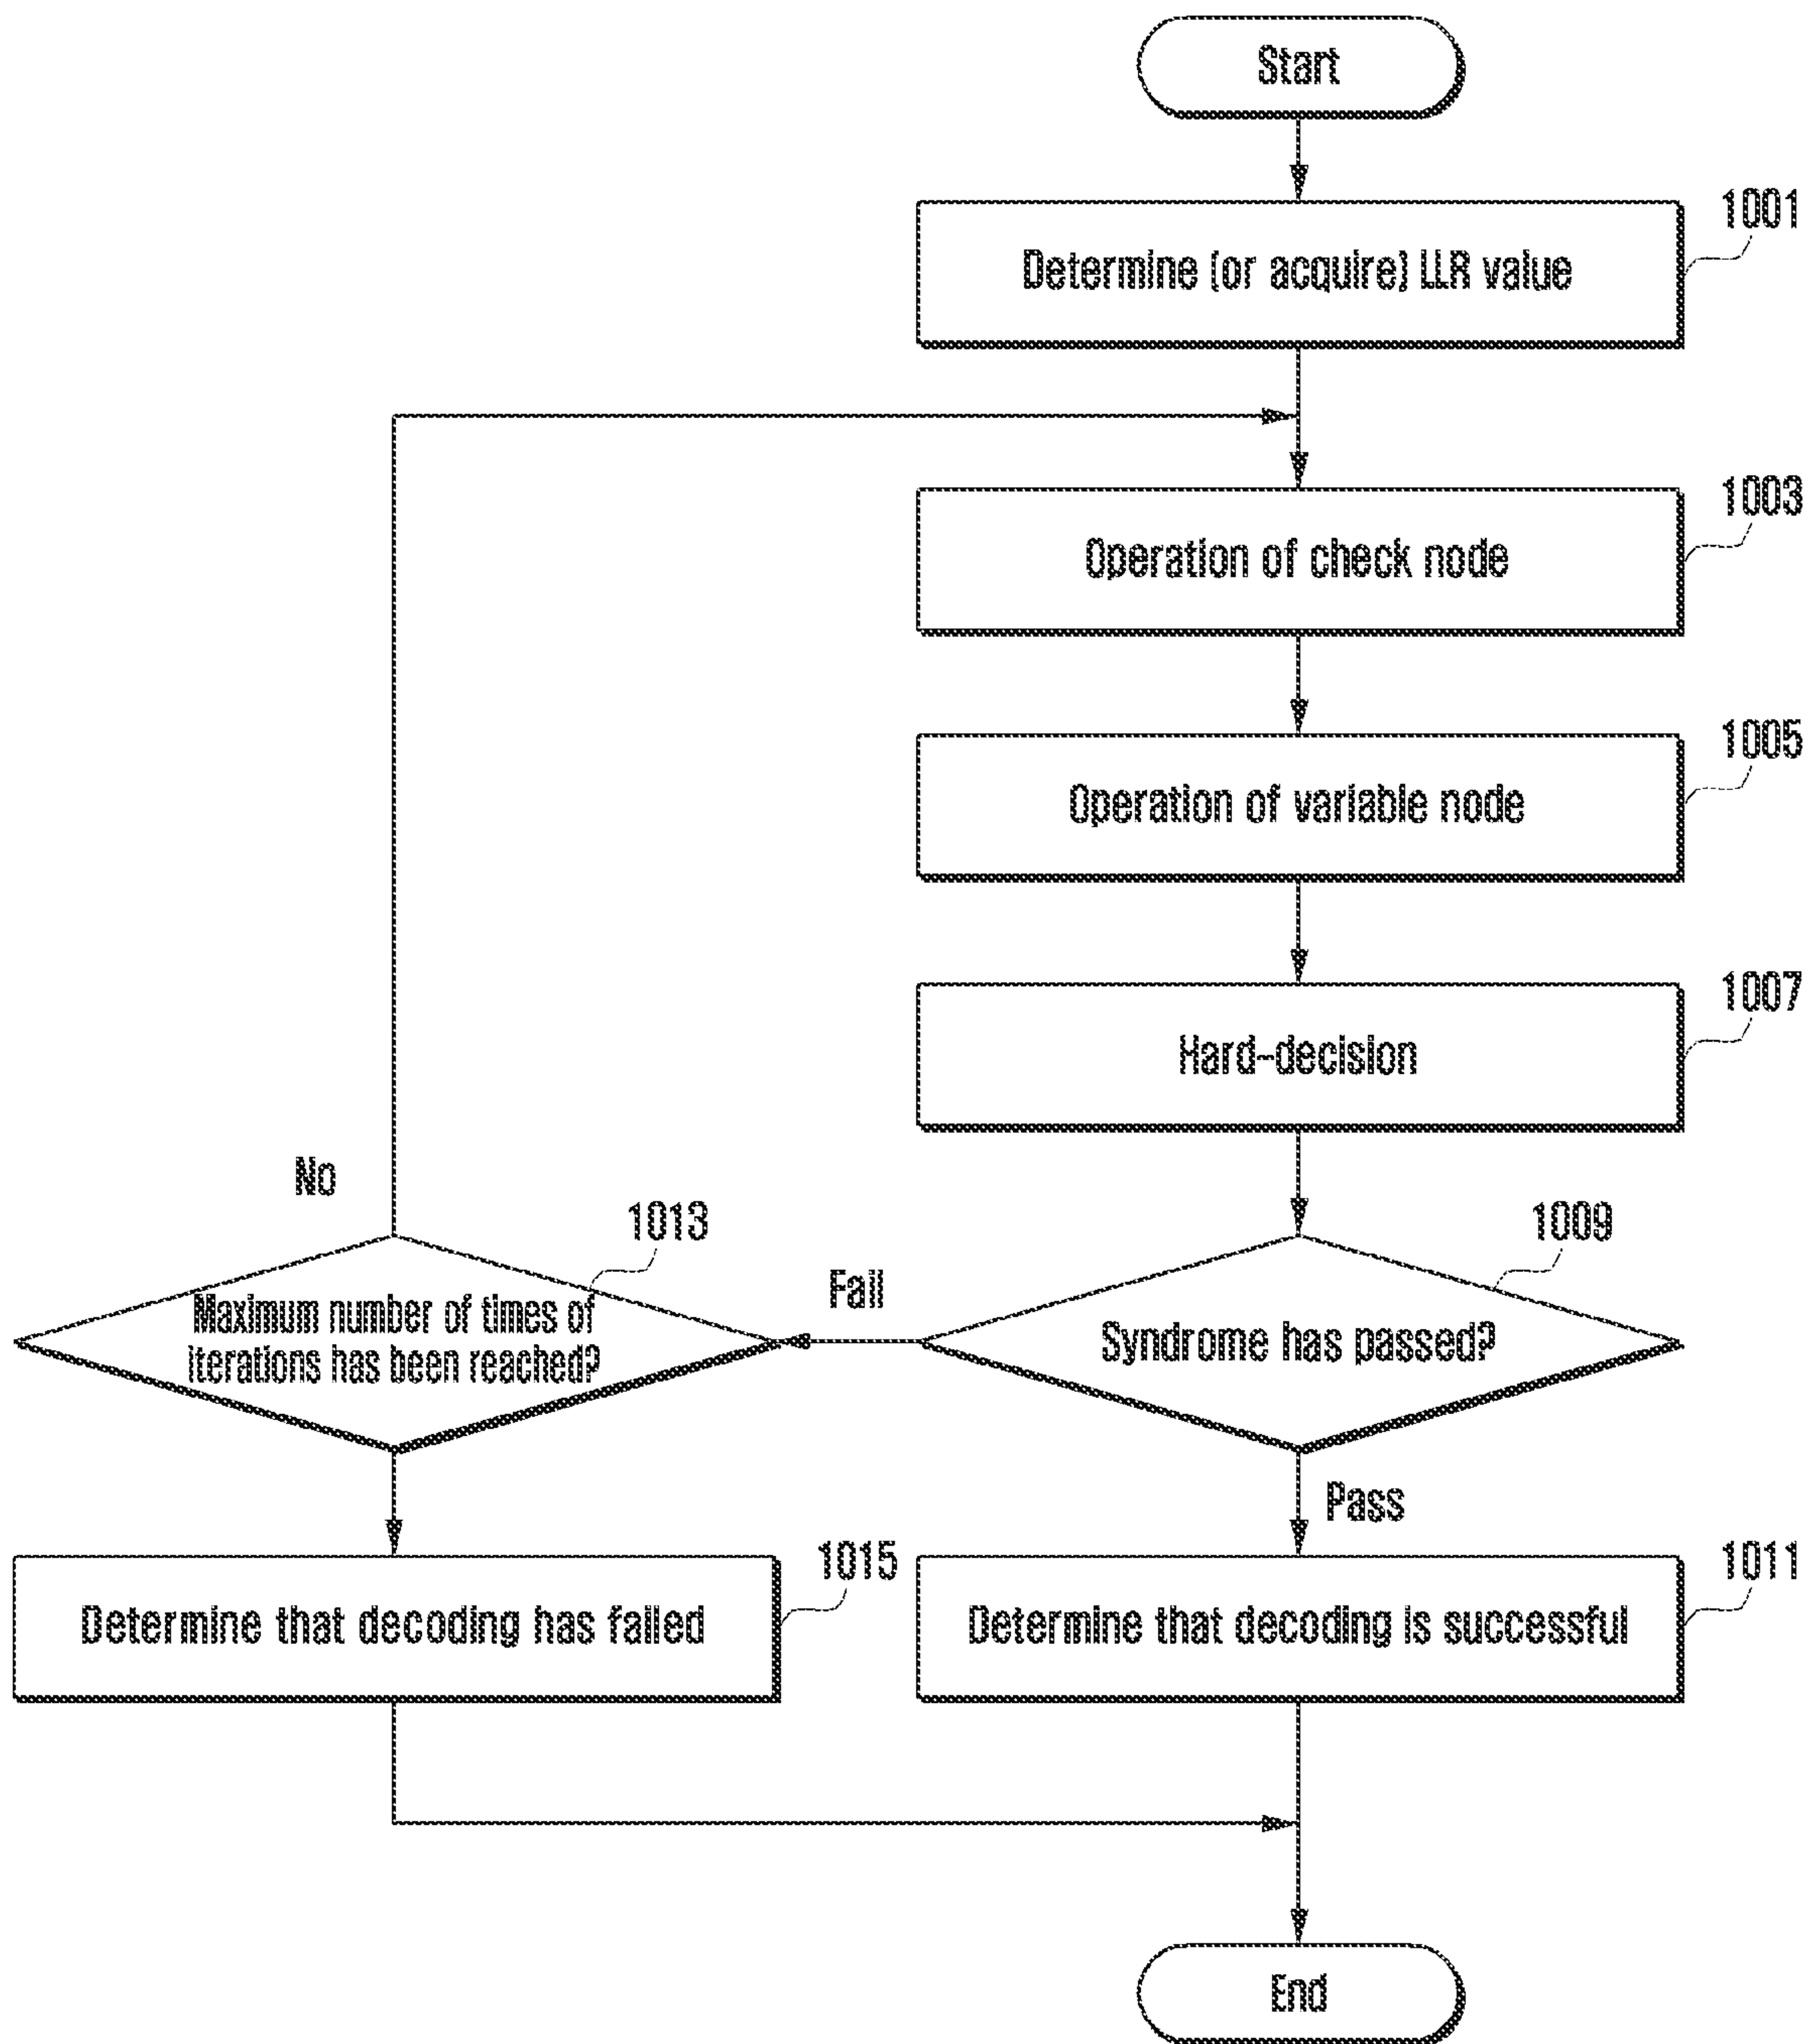 Start
1001
Determine (or acquire) LLR value
1003
Operation of check node
1005
Operation of variable node
1007
Hard-decision
No
1013
1009
Maximum number of times of
iterations has been reached?
Fail
Syndrome has passed?
Pass
1015
1011
Determine that decoding has failed
Determine that decoding is successful
End